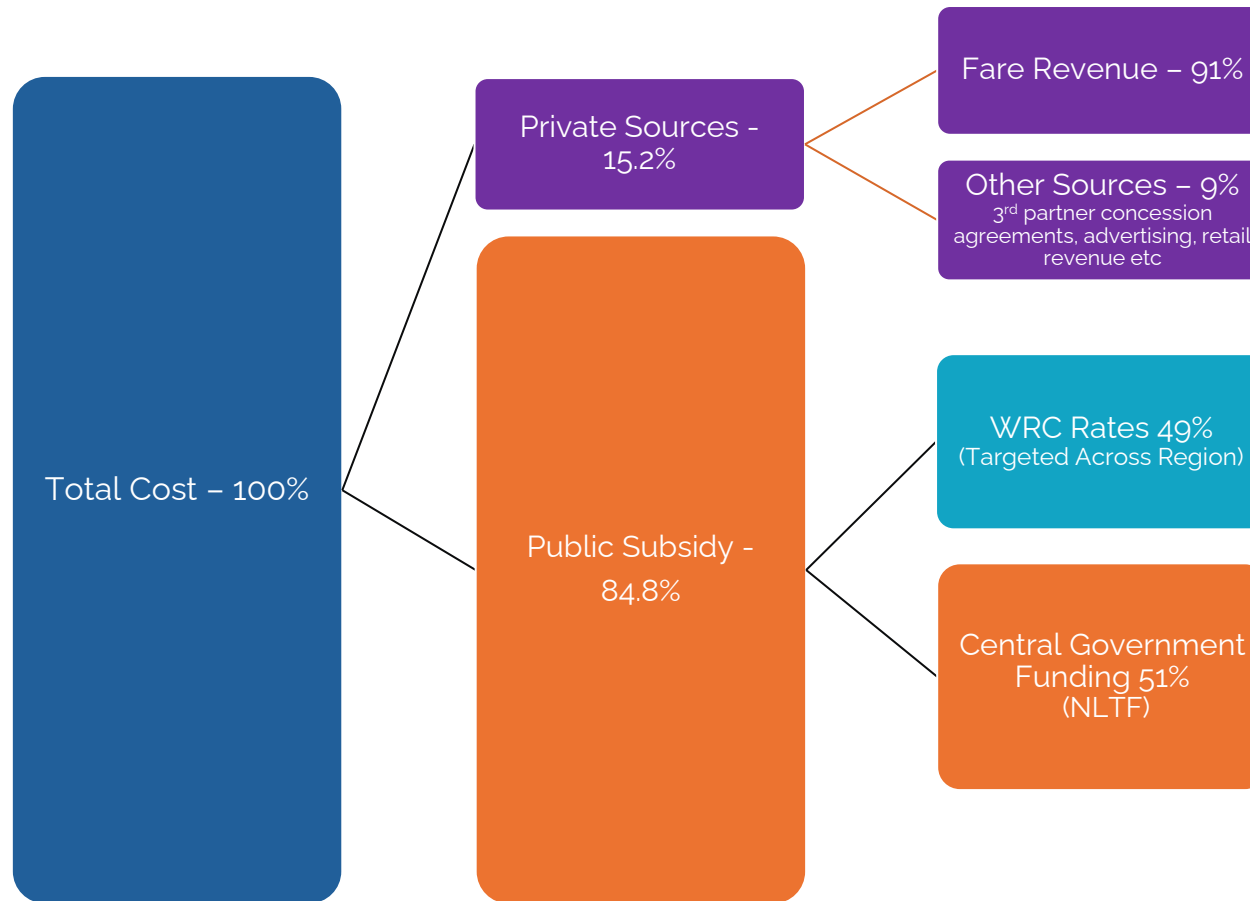 Total Cost – 100%
Private Sources -
15.2%
Public Subsidy -
84.8%
Fare Revenue – 91%
Other Sources – 9%
3rd partner concession
agreements, advertising, retail
revenue etc
WRC Rates 49%
(Targeted Across Region)
Central Government
Funding 51%
(NLTF)